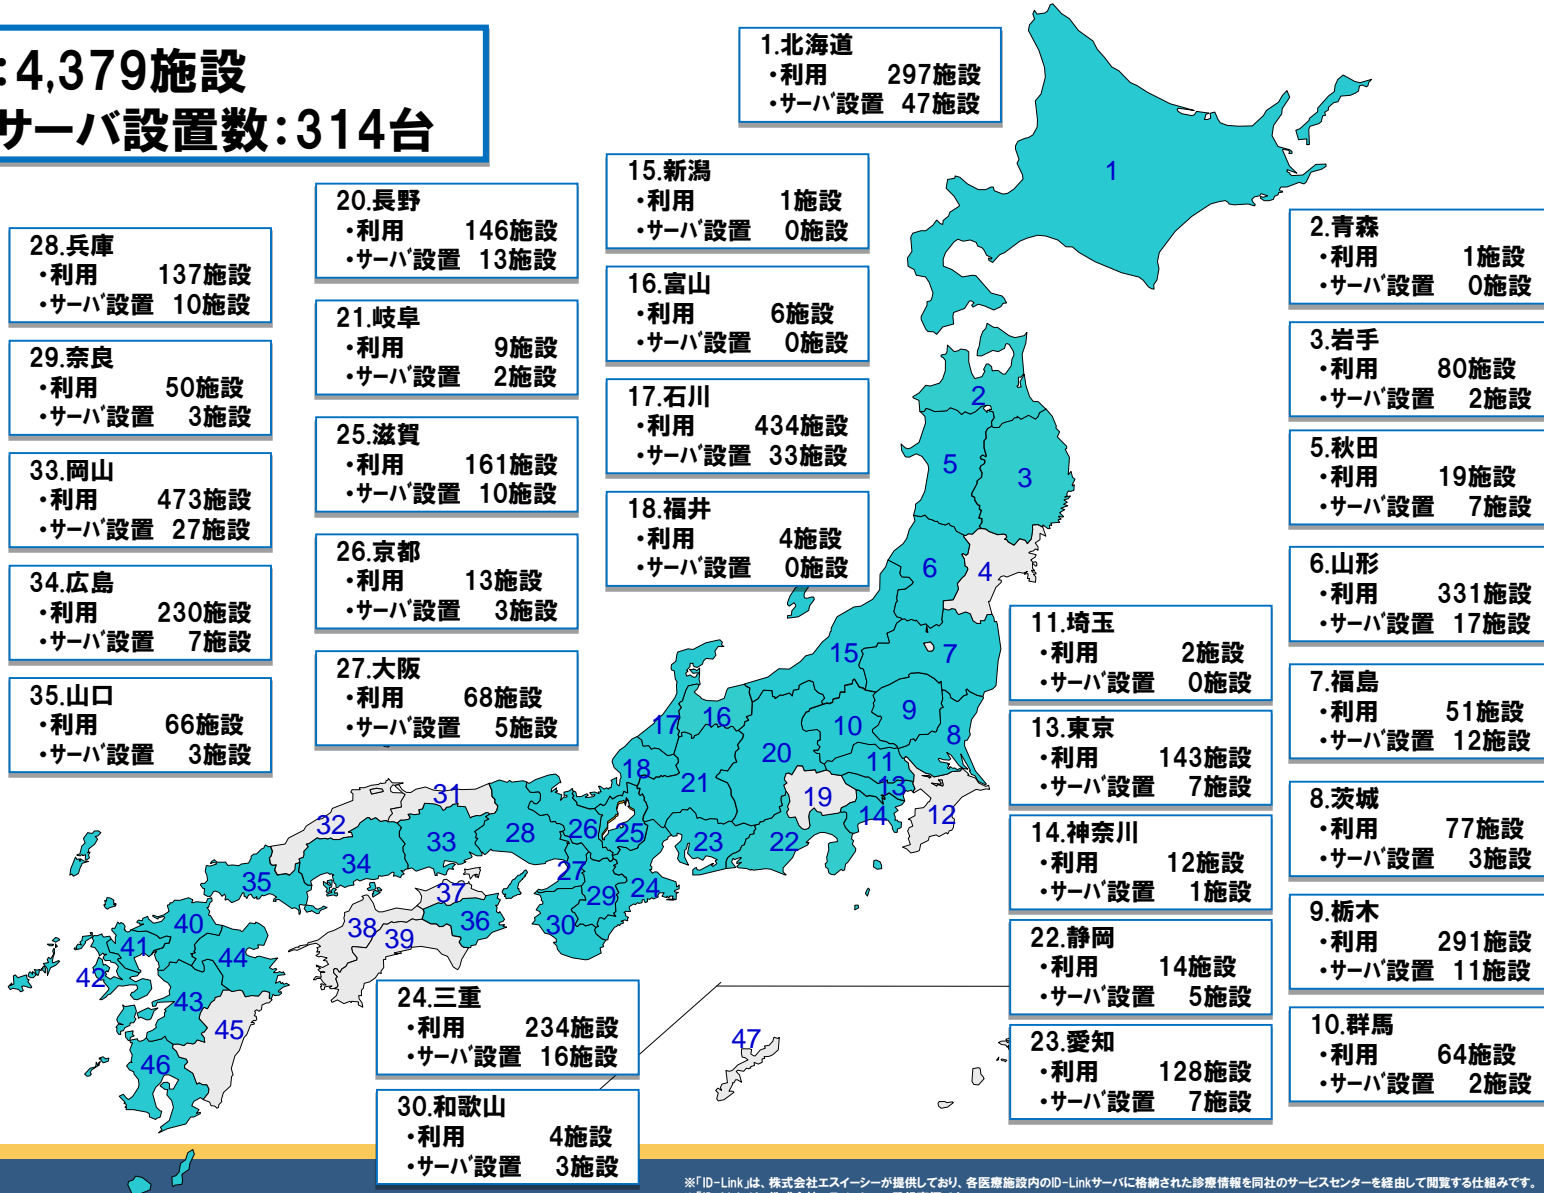 :4,379施設
サーバ設置数:314台
1.北海道
・利用 297施設
・サーバ設置 47施設
15.新潟
・利用 1施設
・サーバ設置 0施設
16.富山
・利用 6施設
・サーバ設置 0施設
17.石川
・利用 434施設
・サーバ設置 33施設
18.福井
・利用 4施設
・サーバ設置 0施設
20.長野
・利用 146施設
・サーバ設置 13施設
21.岐阜
・利用 9施設
・サーバ設置 2施設
25.滋賀
・利用 161施設
・サーバ設置 10施設
26.京都
・利用 13施設
・サーバ設置 3施設
27.大阪
・利用 68施設
・サーバ設置 5施設
28.兵庫
・利用 137施設
・サーバ設置 10施設
29.奈良
・利用 50施設
・サーバ設置 3施設
33.岡山
・利用 473施設
・サーバ設置 27施設
34.広島
・利用 230施設
・サーバ設置 7施設
35.山口
・利用 66施設
・サーバ設置 3施設
2.青森
・利用 1施設
・サーバ設置 0施設
3.岩手
・利用 80施設
・サーバ設置 2施設
5.秋田
・利用 19施設
・サーバ設置 7施設
6.山形
・利用 331施設
・サーバ設置 17施設
7.福島
・利用 51施設
・サーバ設置 12施設
8.茨城
・利用 77施設
・サーバ設置 3施設
9.栃木
・利用 291施設
・サーバ設置 11施設
10.群馬
・利用 64施設
・サーバ設置 2施設
11.埼玉
・利用 2施設
・サーバ設置 0施設
13.東京
・利用 143施設
・サーバ設置 7施設
14.神奈川
・利用 12施設
・サーバ設置 1施設
22.静岡
・利用 14施設
・サーバ設置 5施設
23.愛知
・利用 128施設
・サーバ設置 7施設
24.三重
・利用 234施設
・サーバ設置 16施設
30.和歌山
・利用 4施設
・サーバ設置 3施設
1
2
5
3
6
4
15
7
9
10
8
17
16
20
11
18
21
13
19
14
12
31
32
33
28
26
25
23
22
34
27
35
37
29
24
36
30
40
38
39
41
44
42
43
45
46
47
※「ID-Link」は、株式会社エスイーシーが提供しており、各医療施設内のID-Linkサーバに格納された診療情報を同社のサービスセンターを経由して閲覧する仕組みです。